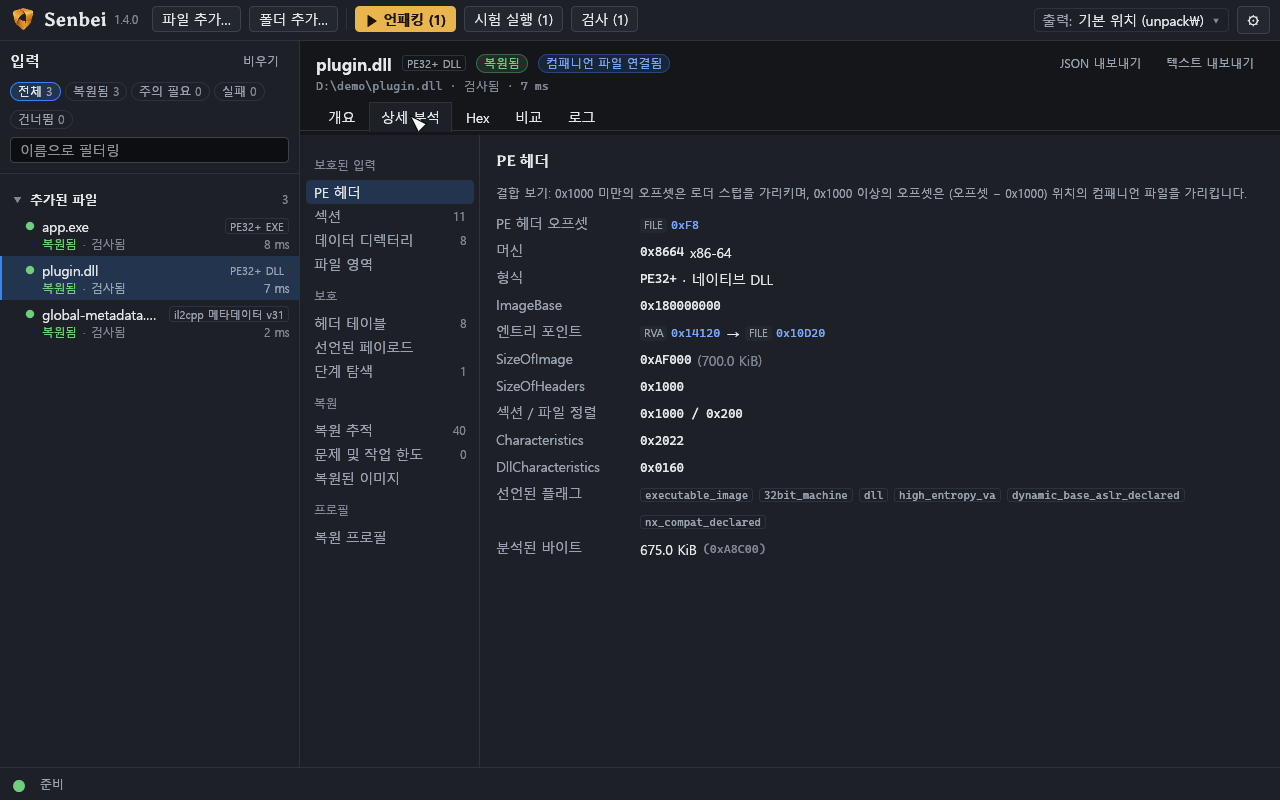 Senbei 1.4.0 파일 추가... 폴더 추가... 언패킹 (1) 시험 실행 (1) 검사 (1) 출력: 기본 위치 (unpack₩)
입력 비우기
전체 3 복원됨 3 주의 필요 0 실패 0
건너뜀 0
이름으로 필터링
추가된 파일 3
app.exe PE32+ EXE
복원됨 · 검사됨 8 ms
plugin.dll PE32+ DLL
복원됨 · 검사됨 7 ms
global-metadata.... il2cpp 메타데이터 v31
복원됨 · 검사됨 2 ms
plugin.dll PE32+ DLL 복원됨 컴패니언 파일 연결됨 JSON 내보내기 텍스트 내보내기
D:\demo\plugin.dll · 검사됨 · 7 ms
개요 상세 분석 Hex 비교 로그
보호된 입력
PE 헤더
섹션 11
데이터 디렉터리 8
파일 영역
보호
헤더 테이블 8
선언된 페이로드
단계 탐색 1
복원
복원 추적 40
문제 및 작업 한도 0
복원된 이미지
프로필
복원 프로필
PE 헤더
결합 보기: 0x1000 미만의 오프셋은 로더 스텁을 가리키며, 0x1000 이상의 오프셋은 (오프셋 − 0x1000) 위치의 컴패니언 파일을 가리킵니다.
PE 헤더 오프셋 FILE 0xF8
머신 0x8664 x86-64
형식 PE32+ · 네이티브 DLL
ImageBase 0x180000000
엔트리 포인트 RVA 0x14120 → FILE 0x10D20
SizeOfImage 0xAF000 (700.0 KiB)
SizeOfHeaders 0x1000
섹션 / 파일 정렬 0x1000 / 0x200
Characteristics 0x2022
DllCharacteristics 0x0160
선언된 플래그 executable_image 32bit_machine dll high_entropy_va dynamic_base_aslr_declared
nx_compat_declared
분석된 바이트 675.0 KiB (0xA8C00)
준비